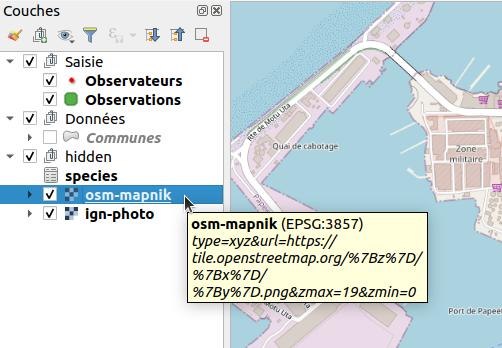 Couches
Saisie
Observateurs
Observations
Données
Communes
hidden
species
osm-mapnik
ign-photo
osm-mapnik (EPSG:3857)
type=xyz&url=https://
tile.openstreetmap.org/%7Bz%7D/
%7Bx%7D/
%7By%7D.png&zmax=19&zmin=0
Rte de Motu Uta
Quai de cabotage
Zone
militaire
Motu Uta
Port de Papeet